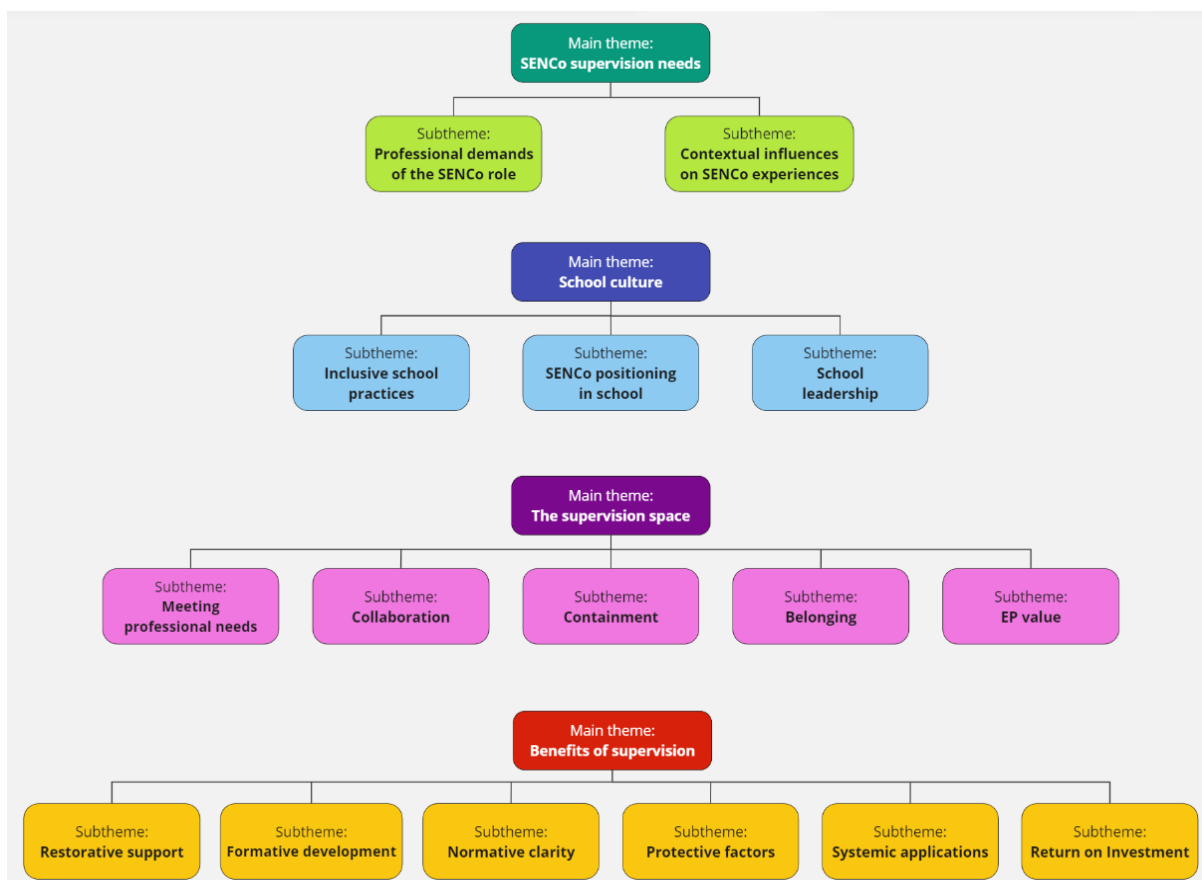 Main theme:
SENCo supervision needs
Subtheme:
Professional demands
of the SENCo role
Subtheme:
Contextual influences
on SENCo experiences
Main theme:
School culture
Subtheme:
Inclusive school
practices
Subtheme:
SENCo positioning
in school
Subtheme:
School
leadership
Main theme:
The supervision space
Subtheme:
Meeting
professional needs
Subtheme:
Collaboration
Subtheme:
Containment
Subtheme:
Belonging
Subtheme:
EP value
Main theme:
Benefits of supervision
Subtheme:
Restorative support
Subtheme:
Formative development
Subtheme:
Normative clarity
Subtheme:
Protective factors
Subtheme:
Systemic applications
Subtheme:
Return on Investment